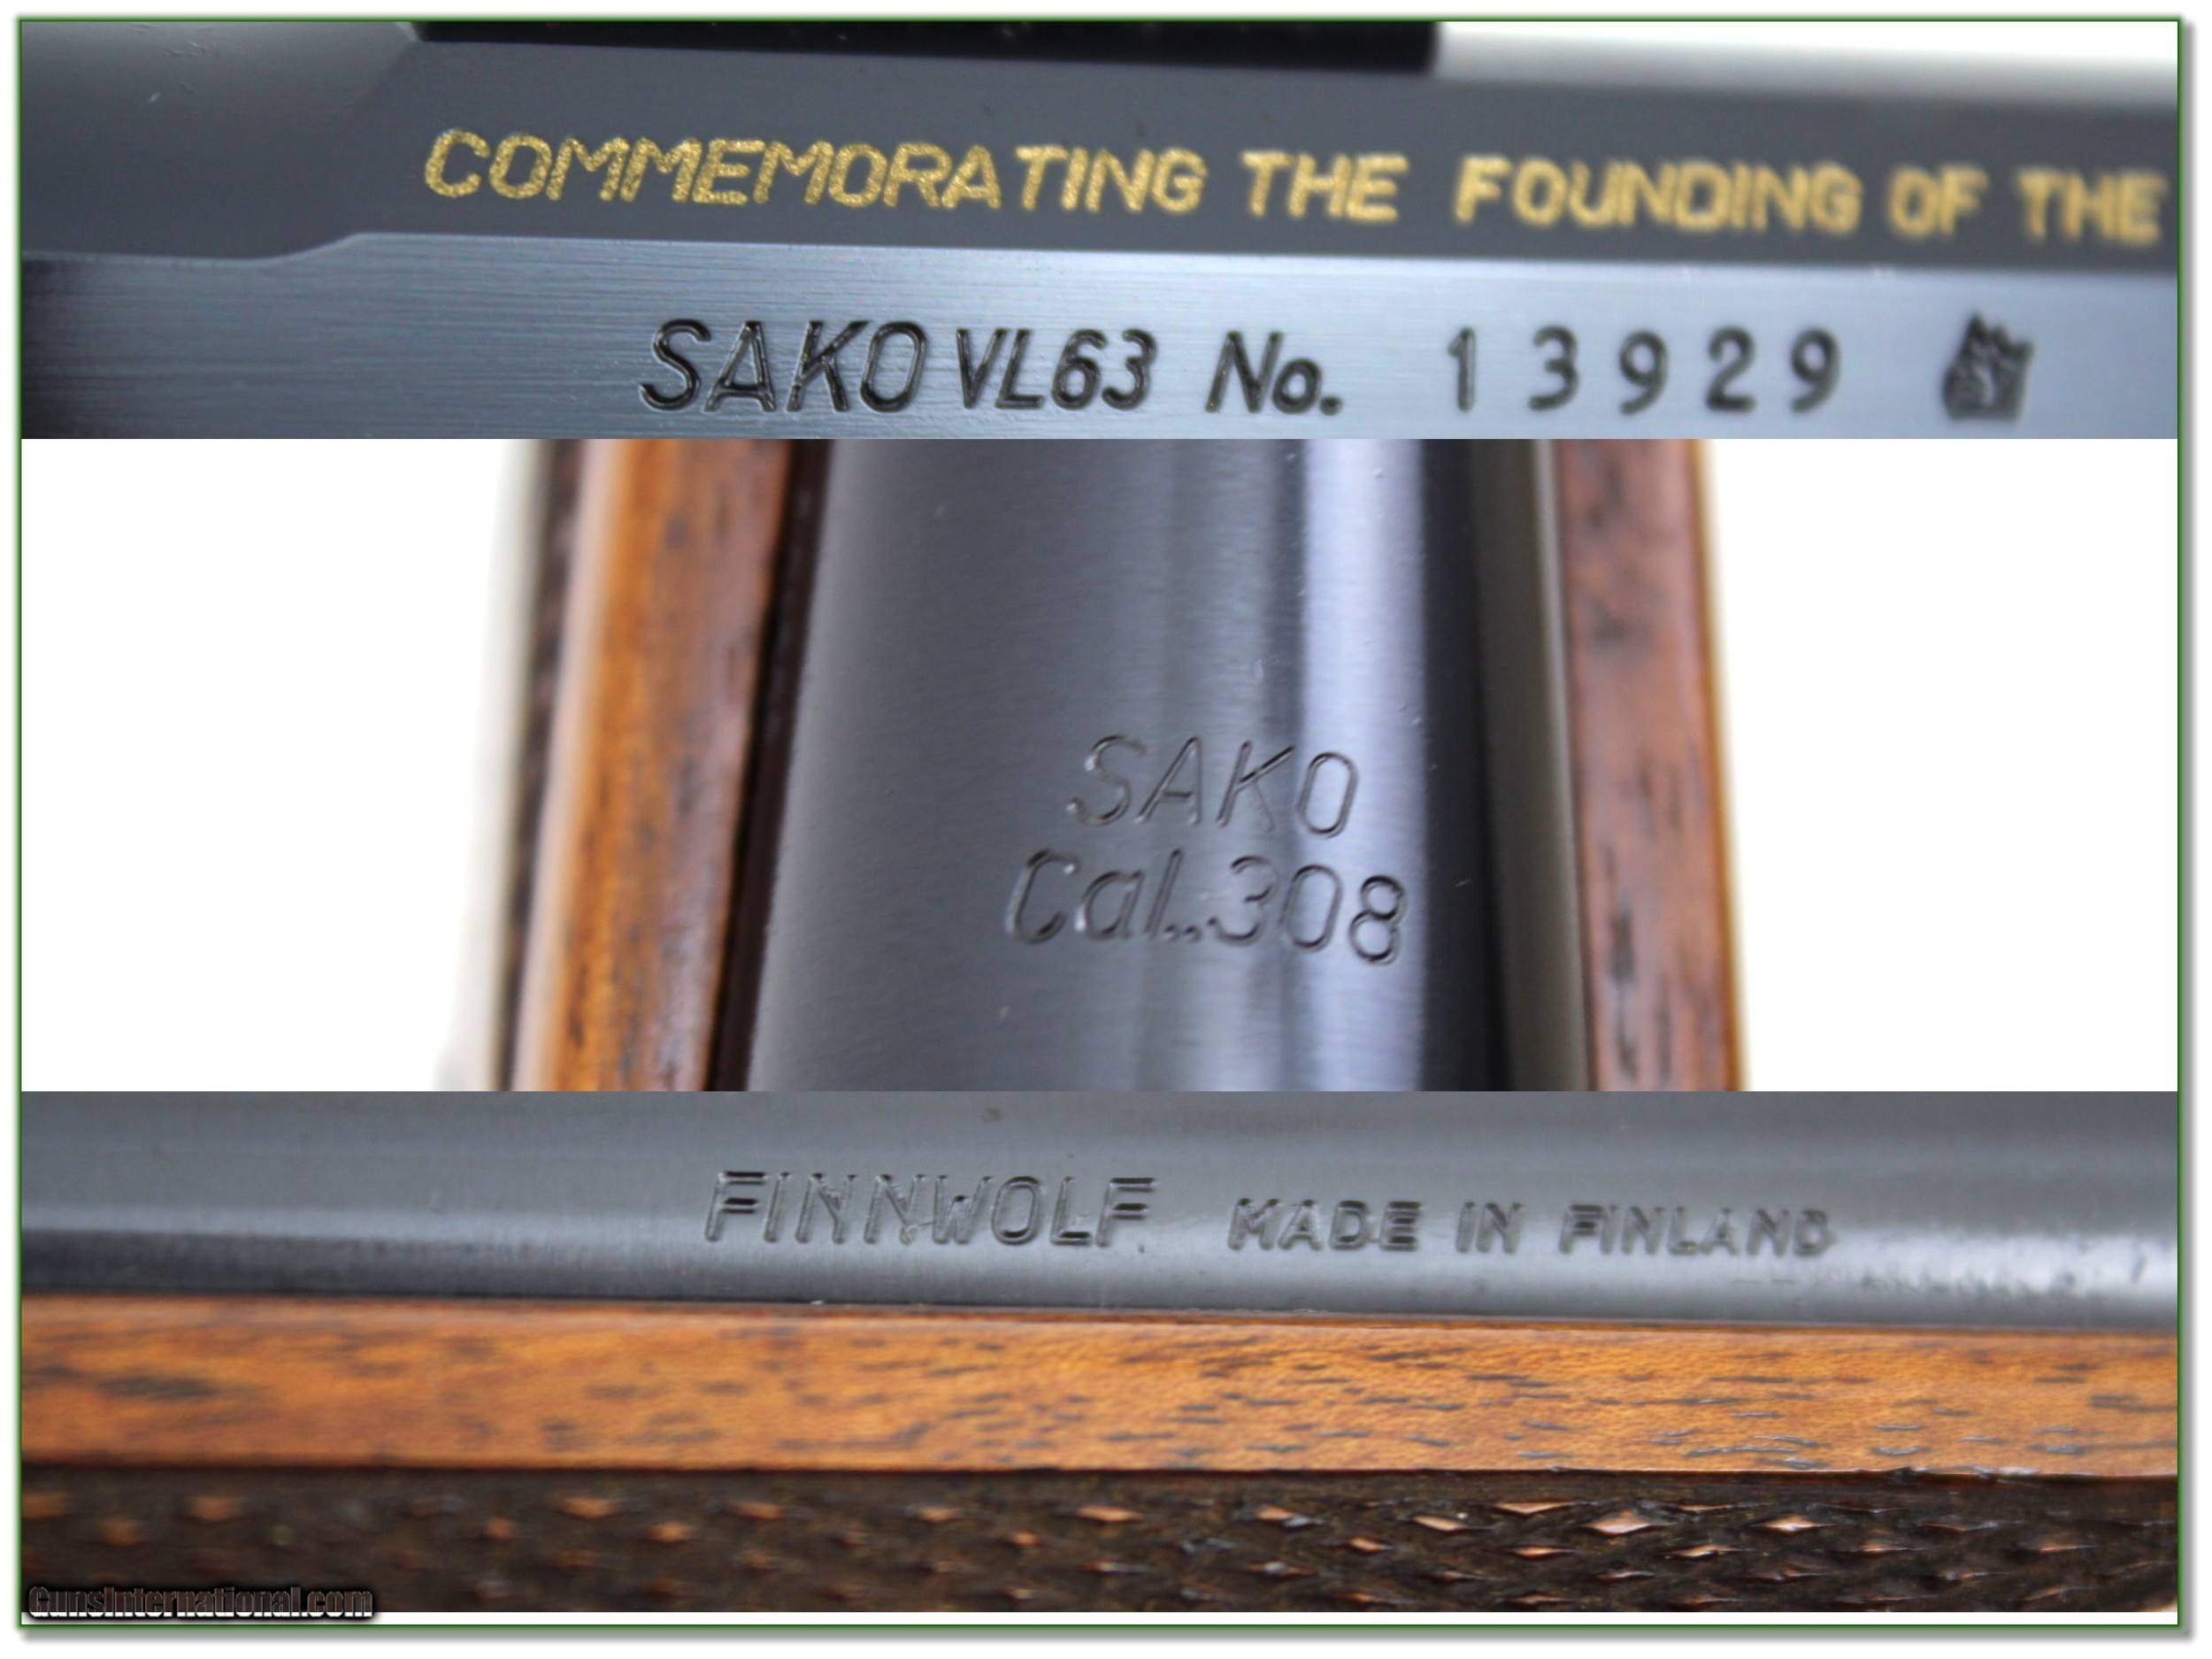 COMMEMORATING THE FOUNDING OF THE
SAKO VL63 No. 13929
SAKO
Cal..308
FINNWOLF MADE IN FINLAND
GunsInternational.com